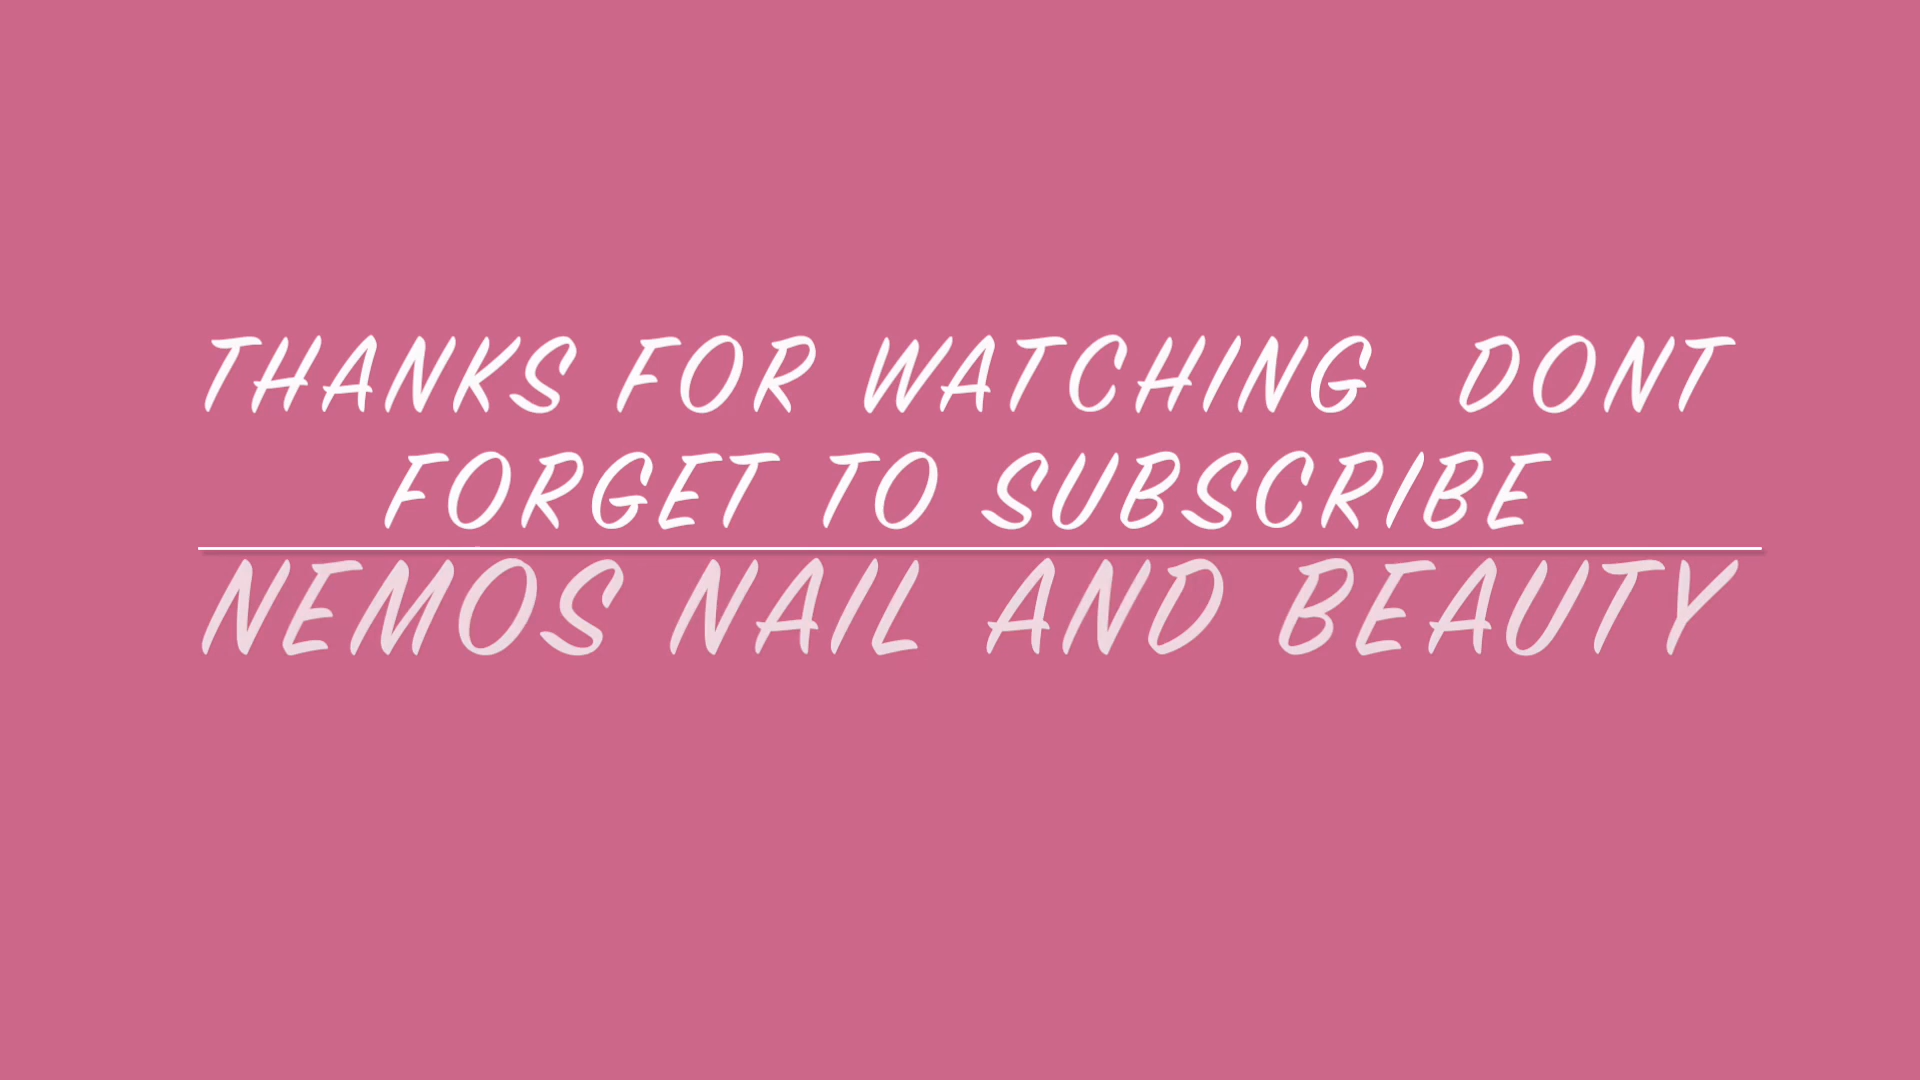 THANKS FOR WATCHING  DONT
FORGET TO SUBSCRIBE
NEMOS NAIL AND BEAUTY